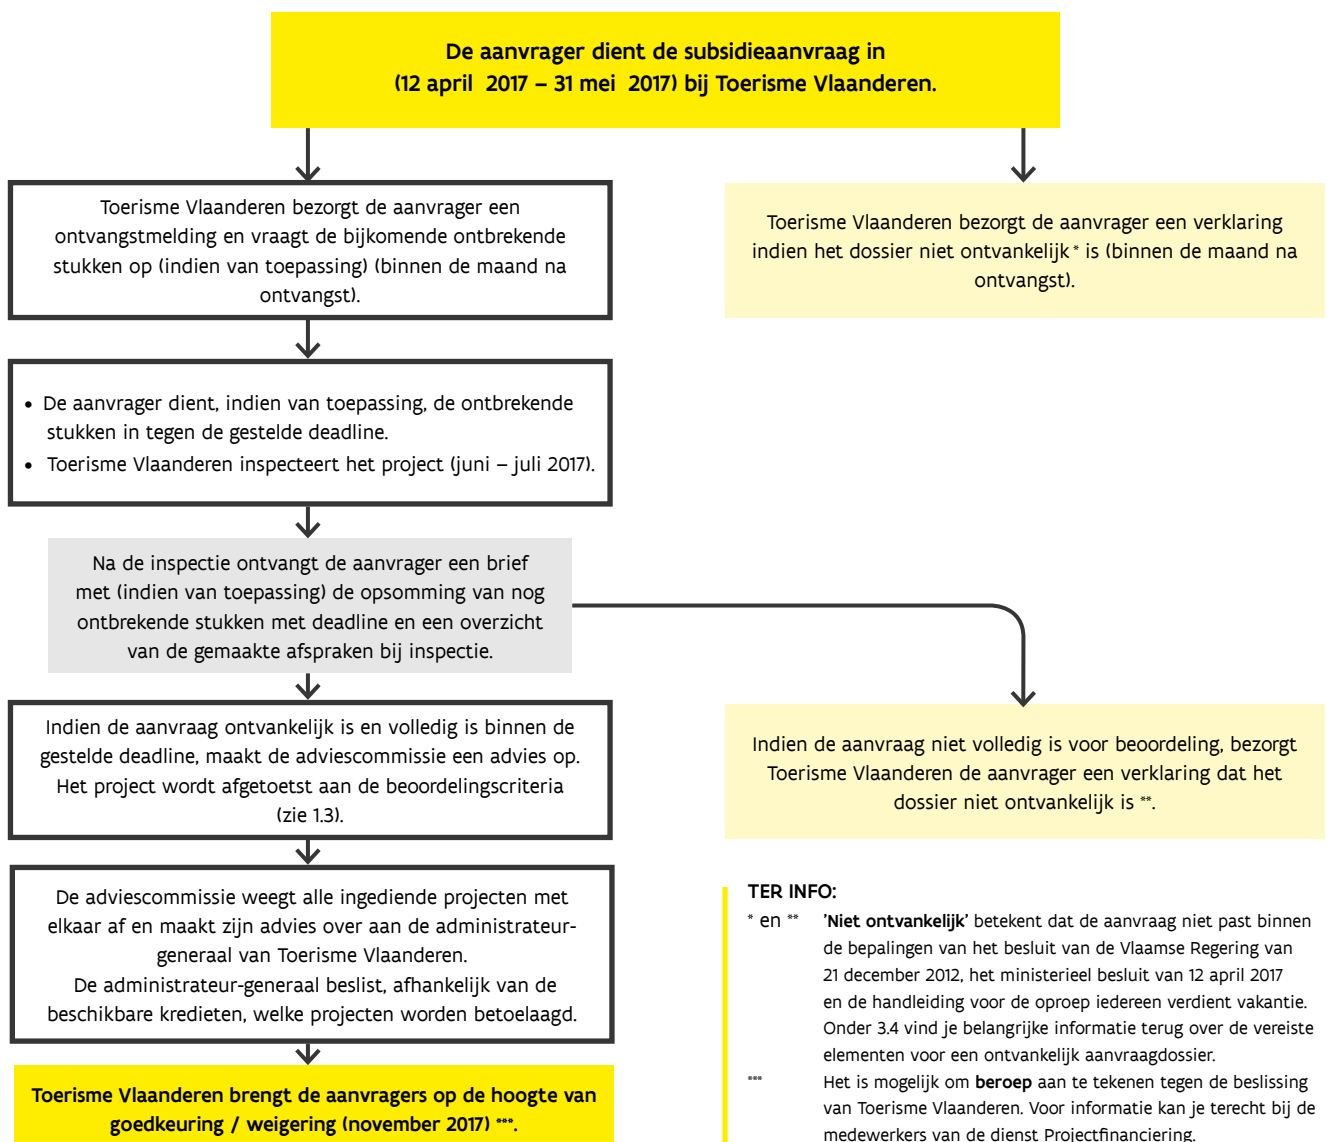 De aanvrager dient de subsidieaanvraag in
(12 april 2017 – 31 mei 2017) bij Toerisme Vlaanderen.
Toerisme Vlaanderen bezorgt de aanvrager een
ontvangstmelding en vraagt de bijkomende ontbrekende
stukken op (indien van toepassing) (binnen de maand na
ontvangst).
Toerisme Vlaanderen bezorgt de aanvrager een verklaring
indien het dossier niet ontvankelijk * is (binnen de maand na
ontvangst).
• De aanvrager dient, indien van toepassing, de ontbrekende
stukken in tegen de gestelde deadline.
• Toerisme Vlaanderen inspecteert het project (juni – juli 2017).
Na de inspectie ontvangt de aanvrager een brief
met (indien van toepassing) de opsomming van nog
ontbrekende stukken met deadline en een overzicht
van de gemaakte afspraken bij inspectie.
Indien de aanvraag ontvankelijk is en volledig is binnen de
gestelde deadline, maakt de adviescommissie een advies op.
Het project wordt afgetoetst aan de beoordelingscriteria
(zie 1.3).
Indien de aanvraag niet volledig is voor beoordeling, bezorgt
Toerisme Vlaanderen de aanvrager een verklaring dat het
dossier niet ontvankelijk is **.
De adviescommissie weegt alle ingediende projecten met
elkaar af en maakt zijn advies over aan de administrateur-
generaal van Toerisme Vlaanderen.
De administrateur-generaal beslist, afhankelijk van de
beschikbare kredieten, welke projecten worden betoelaagd.
Toerisme Vlaanderen brengt de aanvragers op de hoogte van
goedkeuring / weigering (november 2017) ***.
TER INFO:
* en ** 'Niet ontvankelijk' betekent dat de aanvraag niet past binnen
de bepalingen van het besluit van de Vlaamse Regering van
21 december 2012, het ministerieel besluit van 12 april 2017
en de handleiding voor de oproep iedereen verdient vakantie.
Onder 3.4 vind je belangrijke informatie terug over de vereiste
elementen voor een ontvankelijk aanvraagdossier.
*** Het is mogelijk om beroep aan te tekenen tegen de beslissing
van Toerisme Vlaanderen. Voor informatie kan je terecht bij de
medewerkers van de dienst Projectfinanciering.